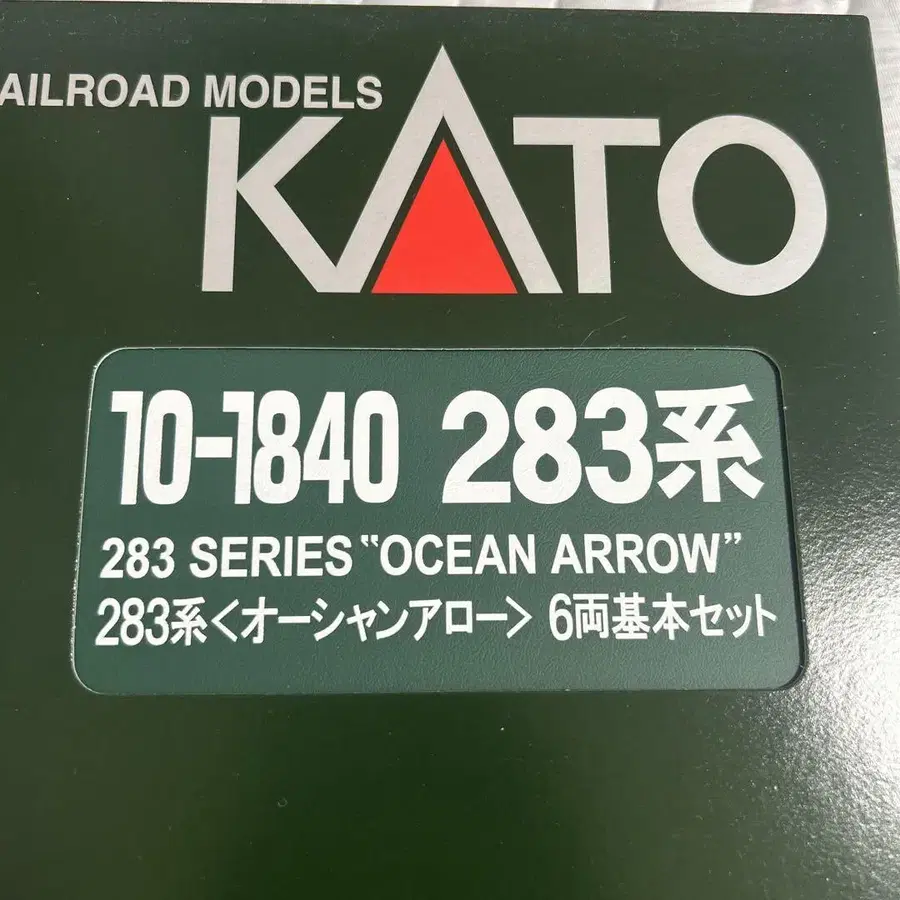 AILROAD MODELS
KATO
10-1840 283系
283 SERIES "OCEAN ARROW"
283系<オーシャンアロー> 6両基本セット